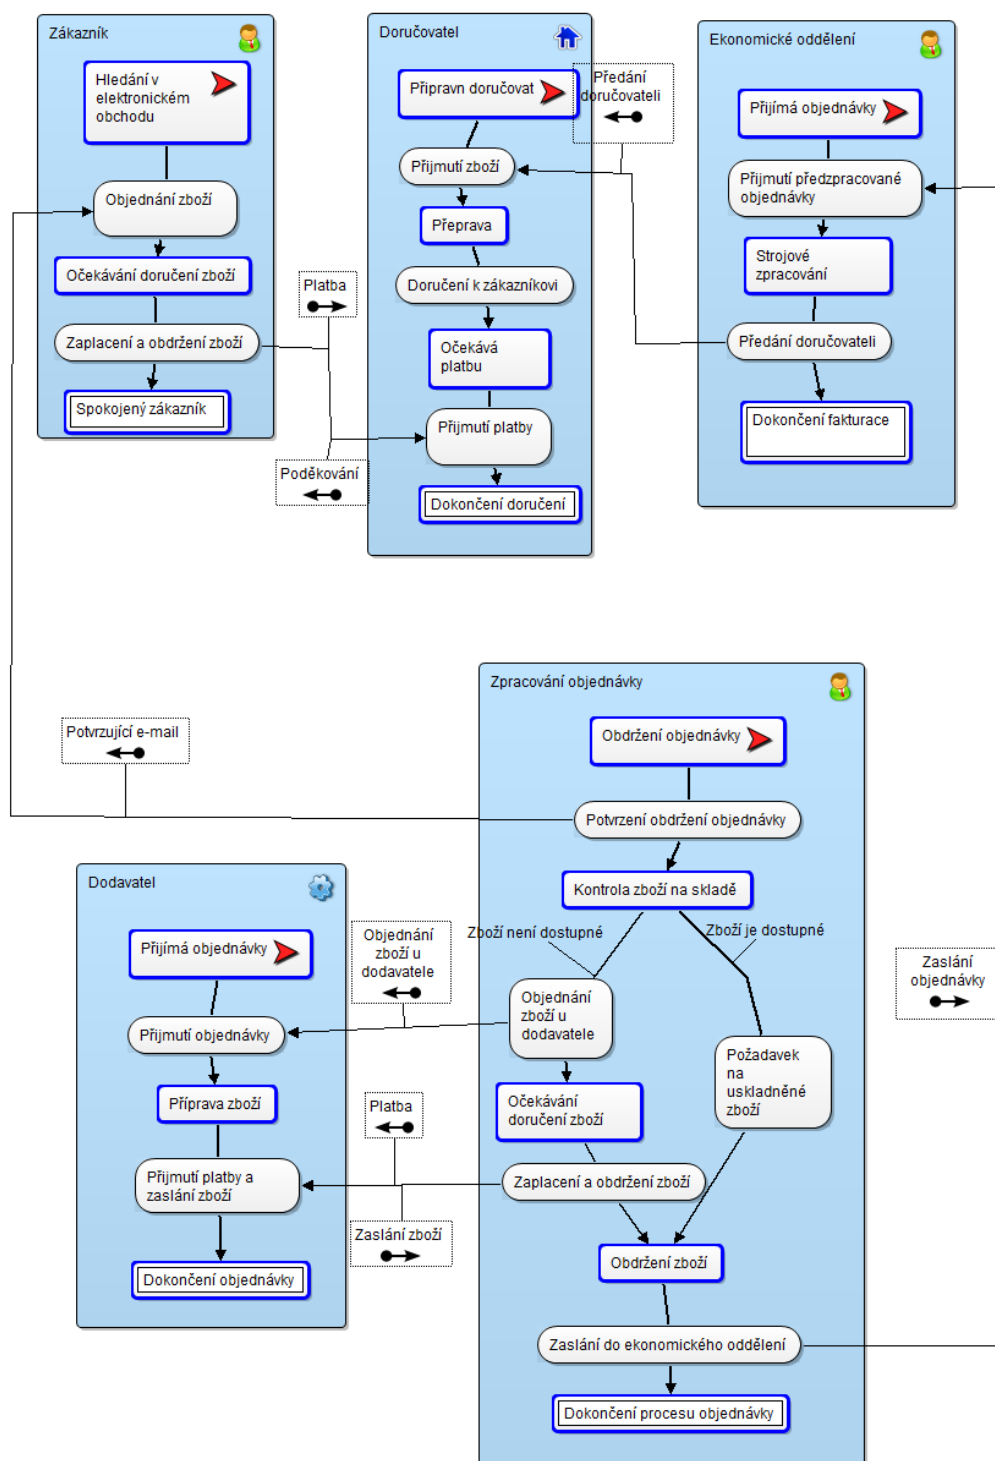 Zákazník
Hledání v
elektronickém
obchodu
Objednání zboží
Očekávání doručení zboží
Zaplacení a obdržení zboží
Spokojený zákazník
Platba
Poděkování
Doručovatel
Připravn doručovat
Přijmutí zboží
Přeprava
Doručení k zákazníkovi
Očekává
platbu
Přijmutí platby
Dokončení doručení
Předání
doručovateli
Ekonomické oddělení
Přijímá objednávky
Přijmutí předzpracované
objednávky
Strojové
zpracování
Předání doručovateli
Dokončení fakturace
Potvrzující e-mail
Zpracování objednávky
Obdržení objednávky
Potvrzení obdržení objednávky
Kontrola zboží na skladě
Zboží není dostupné
Zboží je dostupné
Objednání
zboží u
dodavatele
Požadavek
na
uskladněné
zboží
Očekávání
doručení zboží
Zaplacení a obdržení zboží
Obdržení zboží
Zaslání do ekonomického oddělení
Dokončení procesu objednávky
Dodavatel
Přijímá objednávky
Přijmutí objednávky
Příprava zboží
Přijmutí platby a
zaslání zboží
Dokončení objednávky
Objednání
zboží u
dodavatele
Platba
Zaslání zboží
Zaslání
objednávky